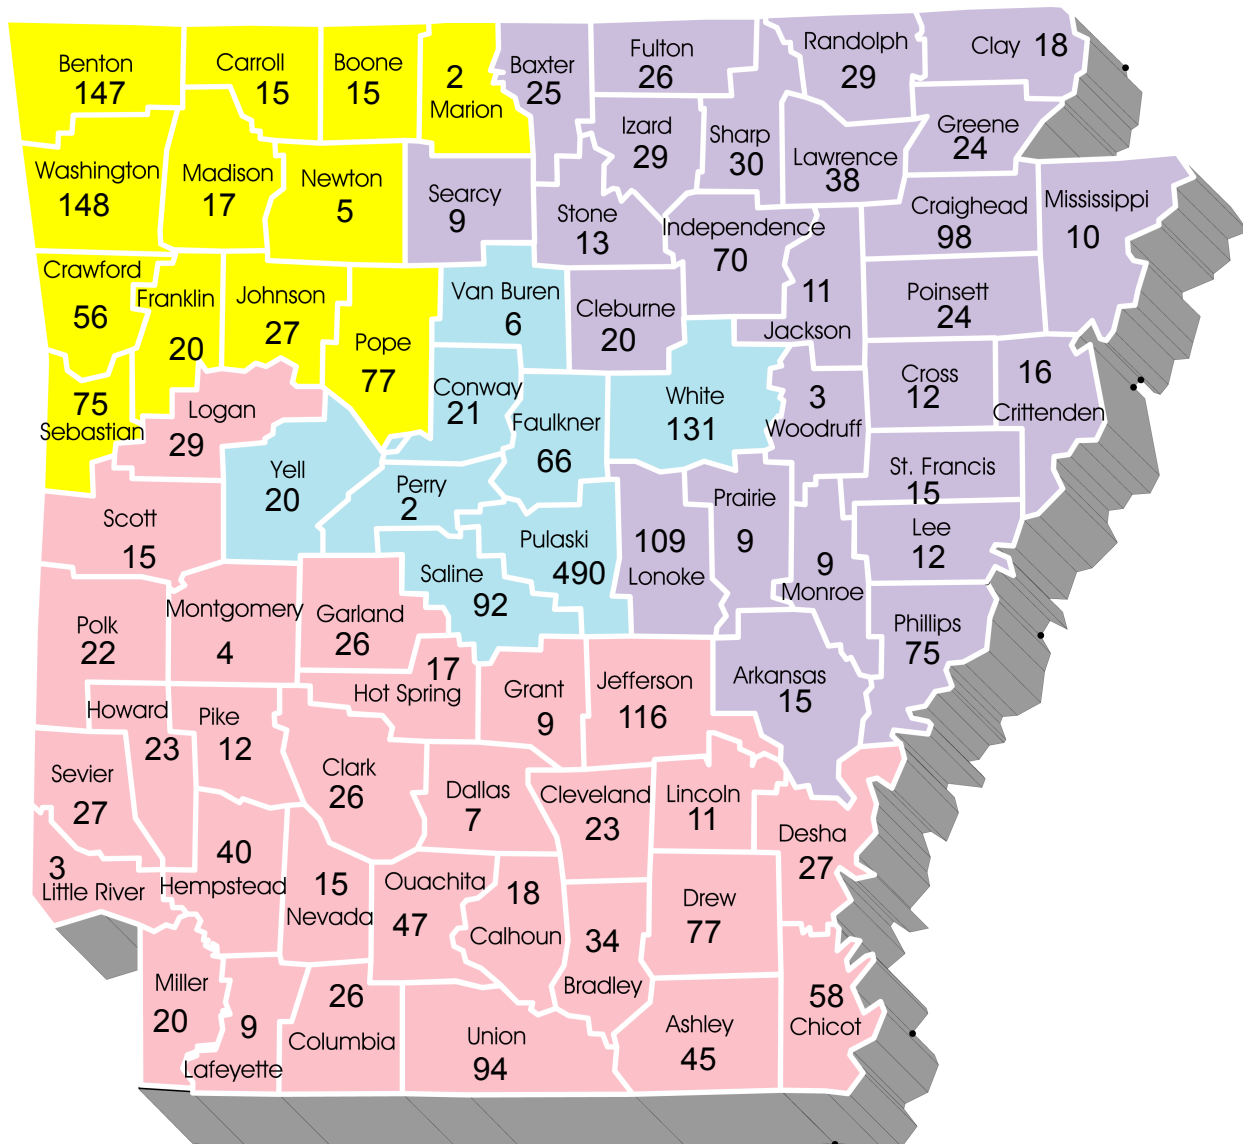 Benton
147
Carroll
15
Boone
15
2
Marion
Baxter
25
Fulton
26
Randolph
29
Clay 18
Washington
148
Madison
17
Newton
5
Searcy
9
Izard
29
Sharp
30
Lawrence
38
Greene
24
Stone
13
Independence
70
Craighead
98
Mississippi
10
Crawford
56
Franklin
20
Johnson
27
Pope
77
Van Buren
6
Cleburne
20
11
Jackson
Poinsett
24
75
Sebastian
Logan
29
Conway
21
Faulkner
66
White
131
3
Woodruff
Cross
12
16
Crittenden
Yell
20
Perry
2
St. Francis
15
Scott
15
Pulaski
490
109
Lonoke
Prairie
9
9
Monroe
Lee
12
Saline
92
Polk
22
Montgomery
4
Garland
26
17
Hot Spring
Grant
9
Jefferson
116
Arkansas
15
Phillips
75
Howard
23
Pike
12
Sevier
27
Clark
26
Dallas
7
Cleveland
23
Lincoln
11
Desha
27
3
Little River
40
Hempstead
15
Nevada
Ouachita
47
18
Calhoun
34
Bradley
Drew
77
Miller
20
9
Lafeyette
26
Columbia
Union
94
Ashley
45
58
Chicot